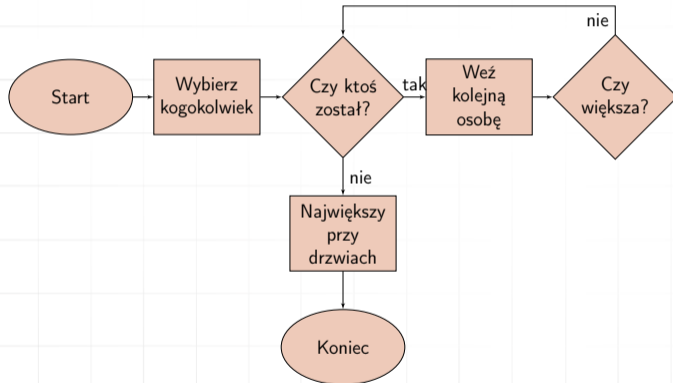 nie
Start
Wybierz
kogokolwiek
Czy ktoś
został?
tak
Weź
kolejną
osobę
Czy
większa?
nie
Największy
przy
drzwiach
Koniec